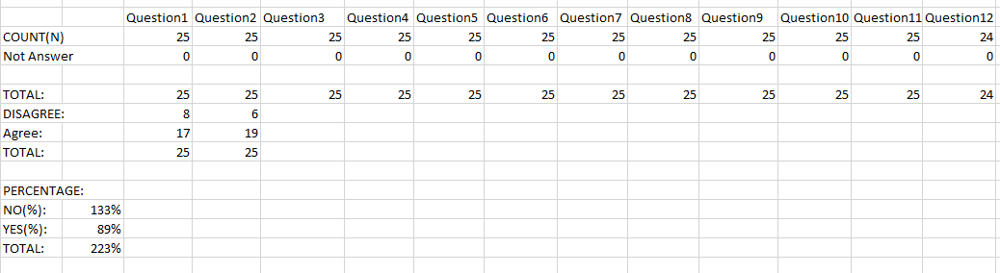 Question1 Question2 Question3 Question4 Question5 Question6 Question7 Question8 Question9 Question10 Question11 Question12
COUNT(N) 25 25 25 25 25 25 25 25 25 25 25 24
Not Answer 0 0 0 0 0 0 0 0 0 0 0 0
TOTAL: 25 25 25 25 25 25 25 25 25 25 25 24
DISAGREE: 8 6
Agree: 17 19
TOTAL: 25 25
PERCENTAGE:
NO(%): 133%
YES(%): 89%
TOTAL: 223%